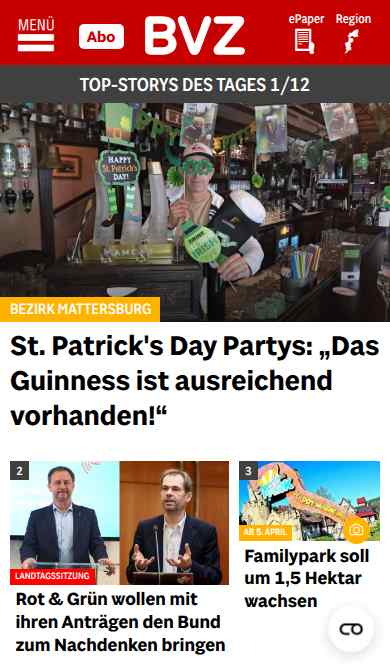 MENÜ
Abo
BVZ
ePaper
Region
TOP-STORYS DES TAGES 1/12
HAPPY
St. Patrick's
DAY!
IRISH
BEZIRK MATTERSBURG
St. Patrick's Day Partys: „Das
Guinness ist ausreichend
vorhanden!“
2
LANDTAGSSITZUNG
Rot & Grün wollen mit
ihren Anträgen den Bund
zum Nachdenken bringen
3
AB 5. APRIL
Familypark soll
um 1,5 Hektar
wachsen